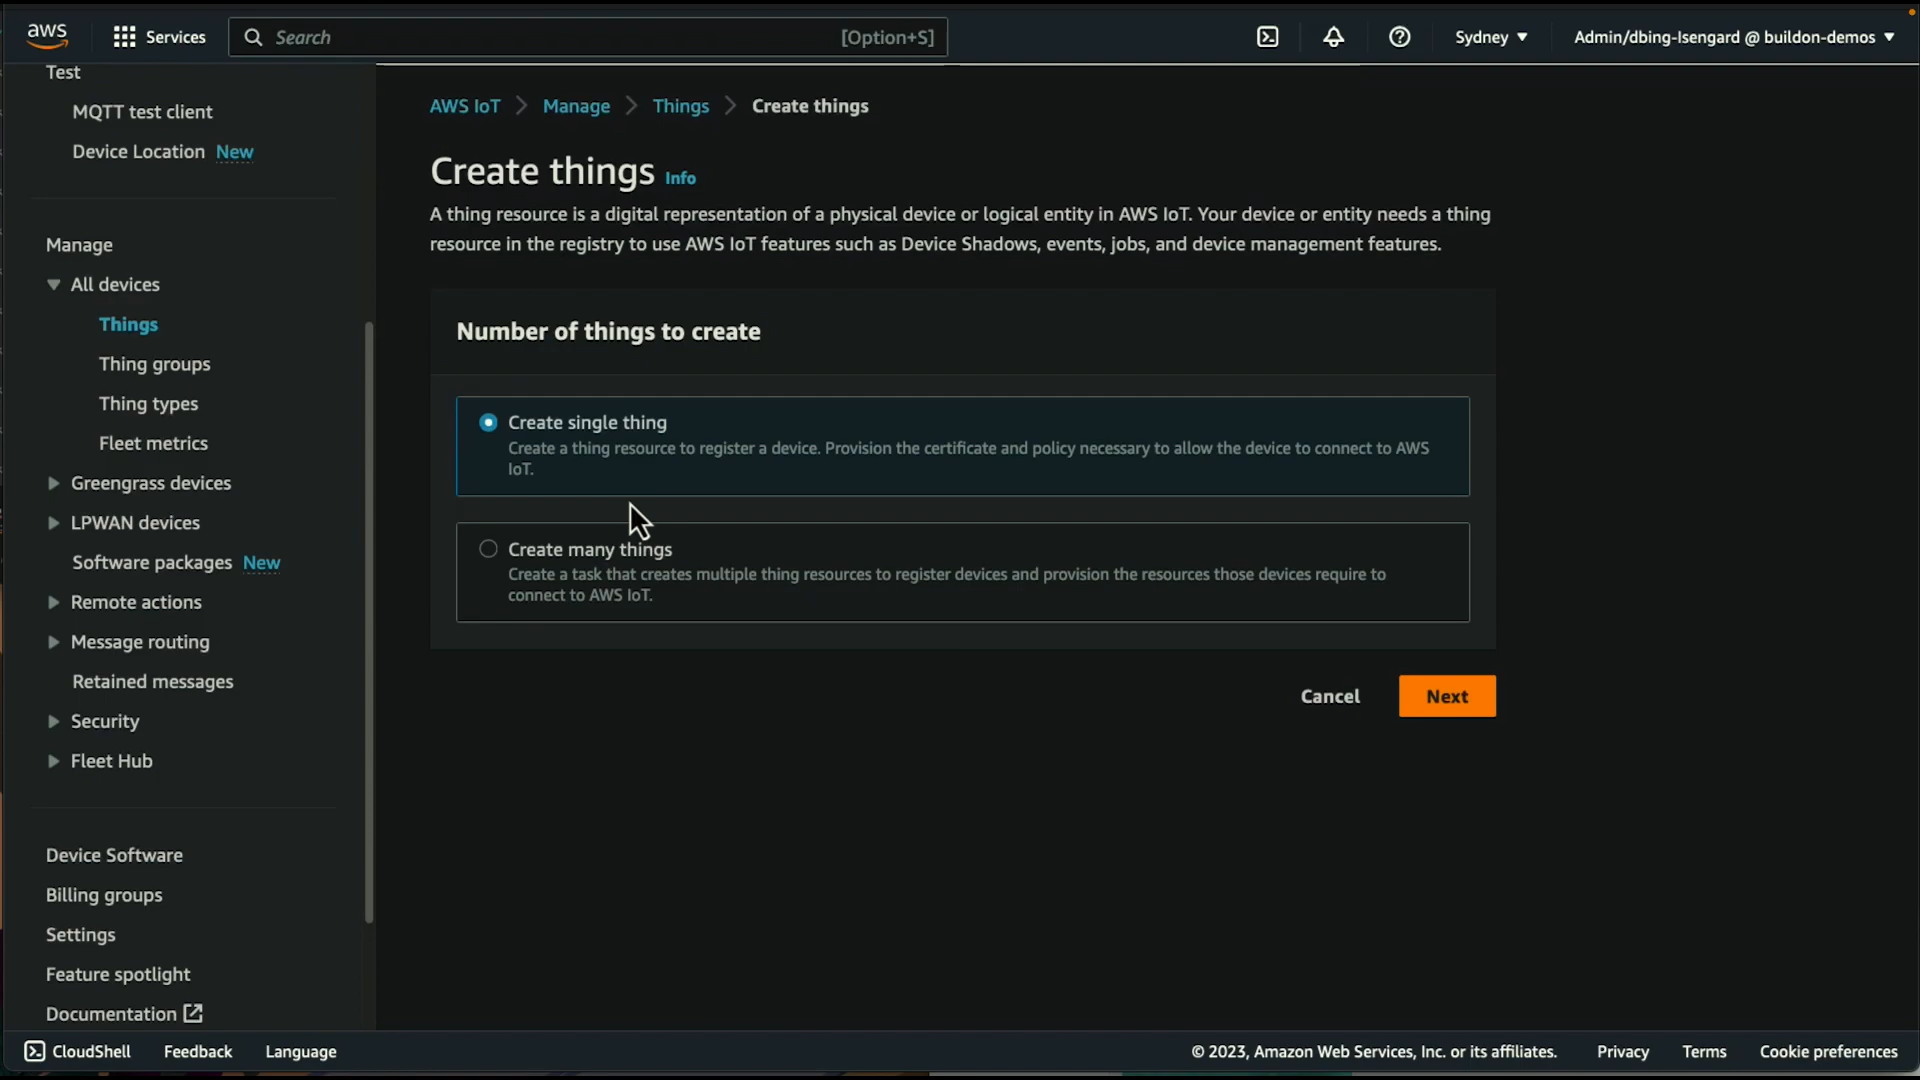 aws
Services
Search
[Option+S]
Sydney
Admin/dbing-Isengard @ buildon-demos
Test
MQTT test client
Device Location New
Manage
All devices
Things
Thing groups
Thing types
Fleet metrics
Greengrass devices
LPWAN devices
Software packages New
Remote actions
Message routing
Retained messages
Security
Fleet Hub
Device Software
Billing groups
Settings
Feature spotlight
Documentation
AWS IoT > Manage > Things > Create things
Create things Info
A thing resource is a digital representation of a physical device or logical entity in AWS IoT. Your device or entity needs a thing
resource in the registry to use AWS IoT features such as Device Shadows, events, jobs, and device management features.
Number of things to create
Create single thing
Create a thing resource to register a device. Provision the certificate and policy necessary to allow the device to connect to AWS
IoT.
Create many things
Create a task that creates multiple thing resources to register devices and provision the resources those devices require to
connect to AWS IoT.
Cancel
Next
CloudShell
Feedback
Language
© 2023, Amazon Web Services, Inc. or its affiliates.
Privacy
Terms
Cookie preferences